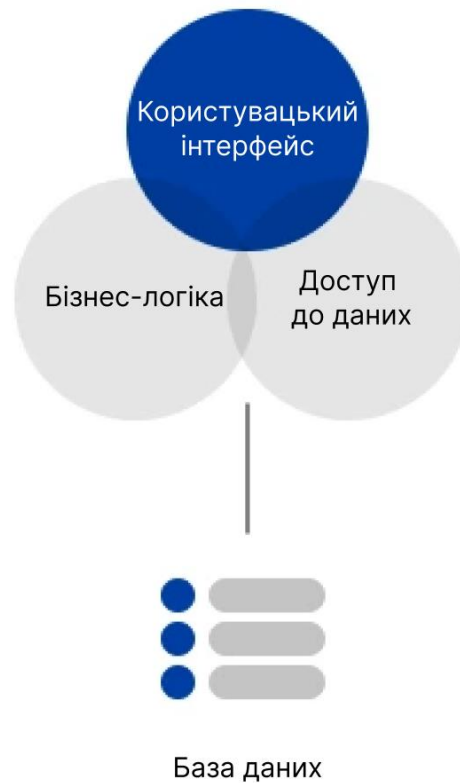 Користувацький
інтерфейс
Бізнес-логіка
Доступ
до даних
База даних